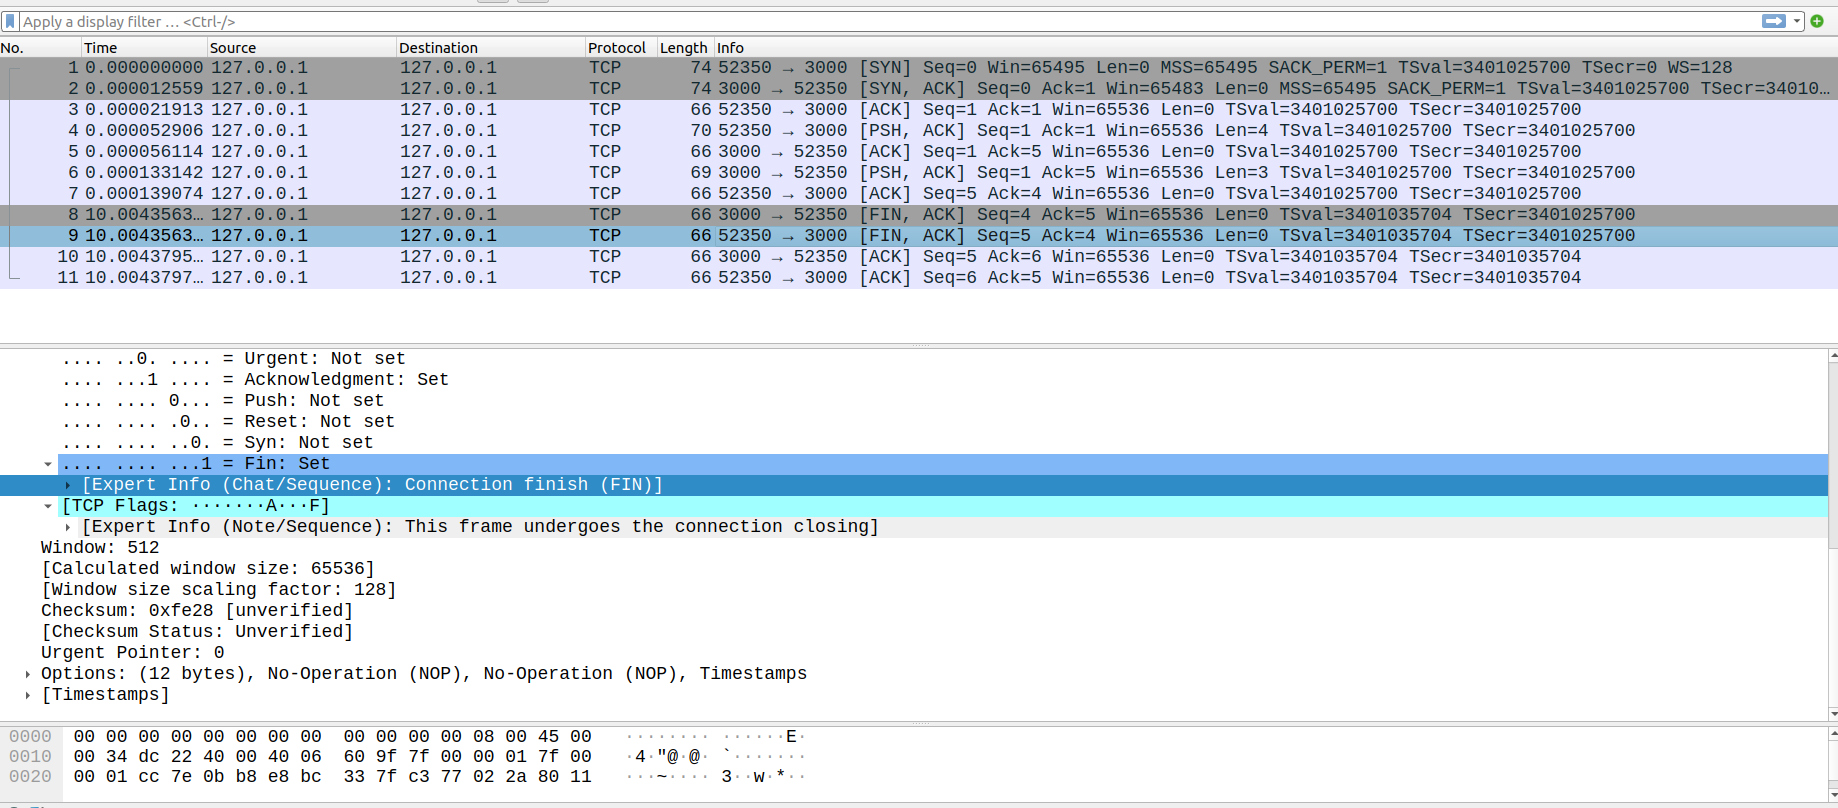 Apply a display filter … <Ctrl-/>
No. Time Source Destination Protocol Length Info
1 0.000000000 127.0.0.1 127.0.0.1 TCP 74 52350 → 3000 [SYN] Seq=0 Win=65495 Len=0 MSS=65495 SACK_PERM=1 TSval=3401025700 TSecr=0 WS=128
2 0.000012559 127.0.0.1 127.0.0.1 TCP 74 3000 → 52350 [SYN, ACK] Seq=0 Ack=1 Win=65483 Len=0 MSS=65495 SACK_PERM=1 TSval=3401025700 TSecr=34010…
3 0.000021913 127.0.0.1 127.0.0.1 TCP 66 52350 → 3000 [ACK] Seq=1 Ack=1 Win=65536 Len=0 TSval=3401025700 TSecr=3401025700
4 0.000052906 127.0.0.1 127.0.0.1 TCP 70 52350 → 3000 [PSH, ACK] Seq=1 Ack=1 Win=65536 Len=4 TSval=3401025700 TSecr=3401025700
5 0.000056114 127.0.0.1 127.0.0.1 TCP 66 3000 → 52350 [ACK] Seq=1 Ack=5 Win=65536 Len=0 TSval=3401025700 TSecr=3401025700
6 0.000133142 127.0.0.1 127.0.0.1 TCP 69 3000 → 52350 [PSH, ACK] Seq=1 Ack=5 Win=65536 Len=3 TSval=3401025700 TSecr=3401025700
7 0.000139074 127.0.0.1 127.0.0.1 TCP 66 52350 → 3000 [ACK] Seq=5 Ack=4 Win=65536 Len=0 TSval=3401025700 TSecr=3401025700
8 10.0043563… 127.0.0.1 127.0.0.1 TCP 66 3000 → 52350 [FIN, ACK] Seq=4 Ack=5 Win=65536 Len=0 TSval=3401035704 TSecr=3401025700
9 10.0043563… 127.0.0.1 127.0.0.1 TCP 66 52350 → 3000 [FIN, ACK] Seq=5 Ack=4 Win=65536 Len=0 TSval=3401035704 TSecr=3401025700
10 10.0043795… 127.0.0.1 127.0.0.1 TCP 66 3000 → 52350 [ACK] Seq=5 Ack=6 Win=65536 Len=0 TSval=3401035704 TSecr=3401035704
11 10.0043797… 127.0.0.1 127.0.0.1 TCP 66 52350 → 3000 [ACK] Seq=6 Ack=5 Win=65536 Len=0 TSval=3401035704 TSecr=3401035704
.... ..0. .... = Urgent: Not set
.... ...1 .... = Acknowledgment: Set
.... .... 0... = Push: Not set
.... .... .0.. = Reset: Not set
.... .... ..0. = Syn: Not set
.... .... ...1 = Fin: Set
[Expert Info (Chat/Sequence): Connection finish (FIN)]
[TCP Flags: ·······A···F]
[Expert Info (Note/Sequence): This frame undergoes the connection closing]
Window: 512
[Calculated window size: 65536]
[Window size scaling factor: 128]
Checksum: 0xfe28 [unverified]
[Checksum Status: Unverified]
Urgent Pointer: 0
Options: (12 bytes), No-Operation (NOP), No-Operation (NOP), Timestamps
[Timestamps]
0000 00 00 00 00 00 00 00 00 00 00 00 00 08 00 45 00 ········ ······E·
0010 00 34 dc 22 40 00 40 06 60 9f 7f 00 00 01 7f 00 ·4·"@·@· `·······
0020 00 01 cc 7e 0b b8 e8 bc 33 7f c3 77 02 2a 80 11 ···~···· 3··w·*··